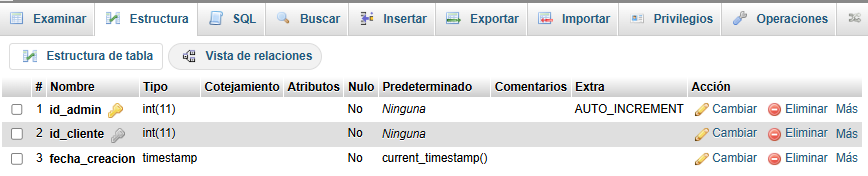 Examinar Estructura SQL Buscar Insertar Exportar Importar Privilegios Operaciones
Estructura de tabla Vista de relaciones
# Nombre Tipo Cotejamiento Atributos Nulo Predeterminado Comentarios Extra Acción
1 id_admin int(11) No Ninguna AUTO_INCREMENT Cambiar Eliminar Más
2 id_cliente int(11) No Ninguna Cambiar Eliminar Más
3 fecha_creacion timestamp No current_timestamp() Cambiar Eliminar Más